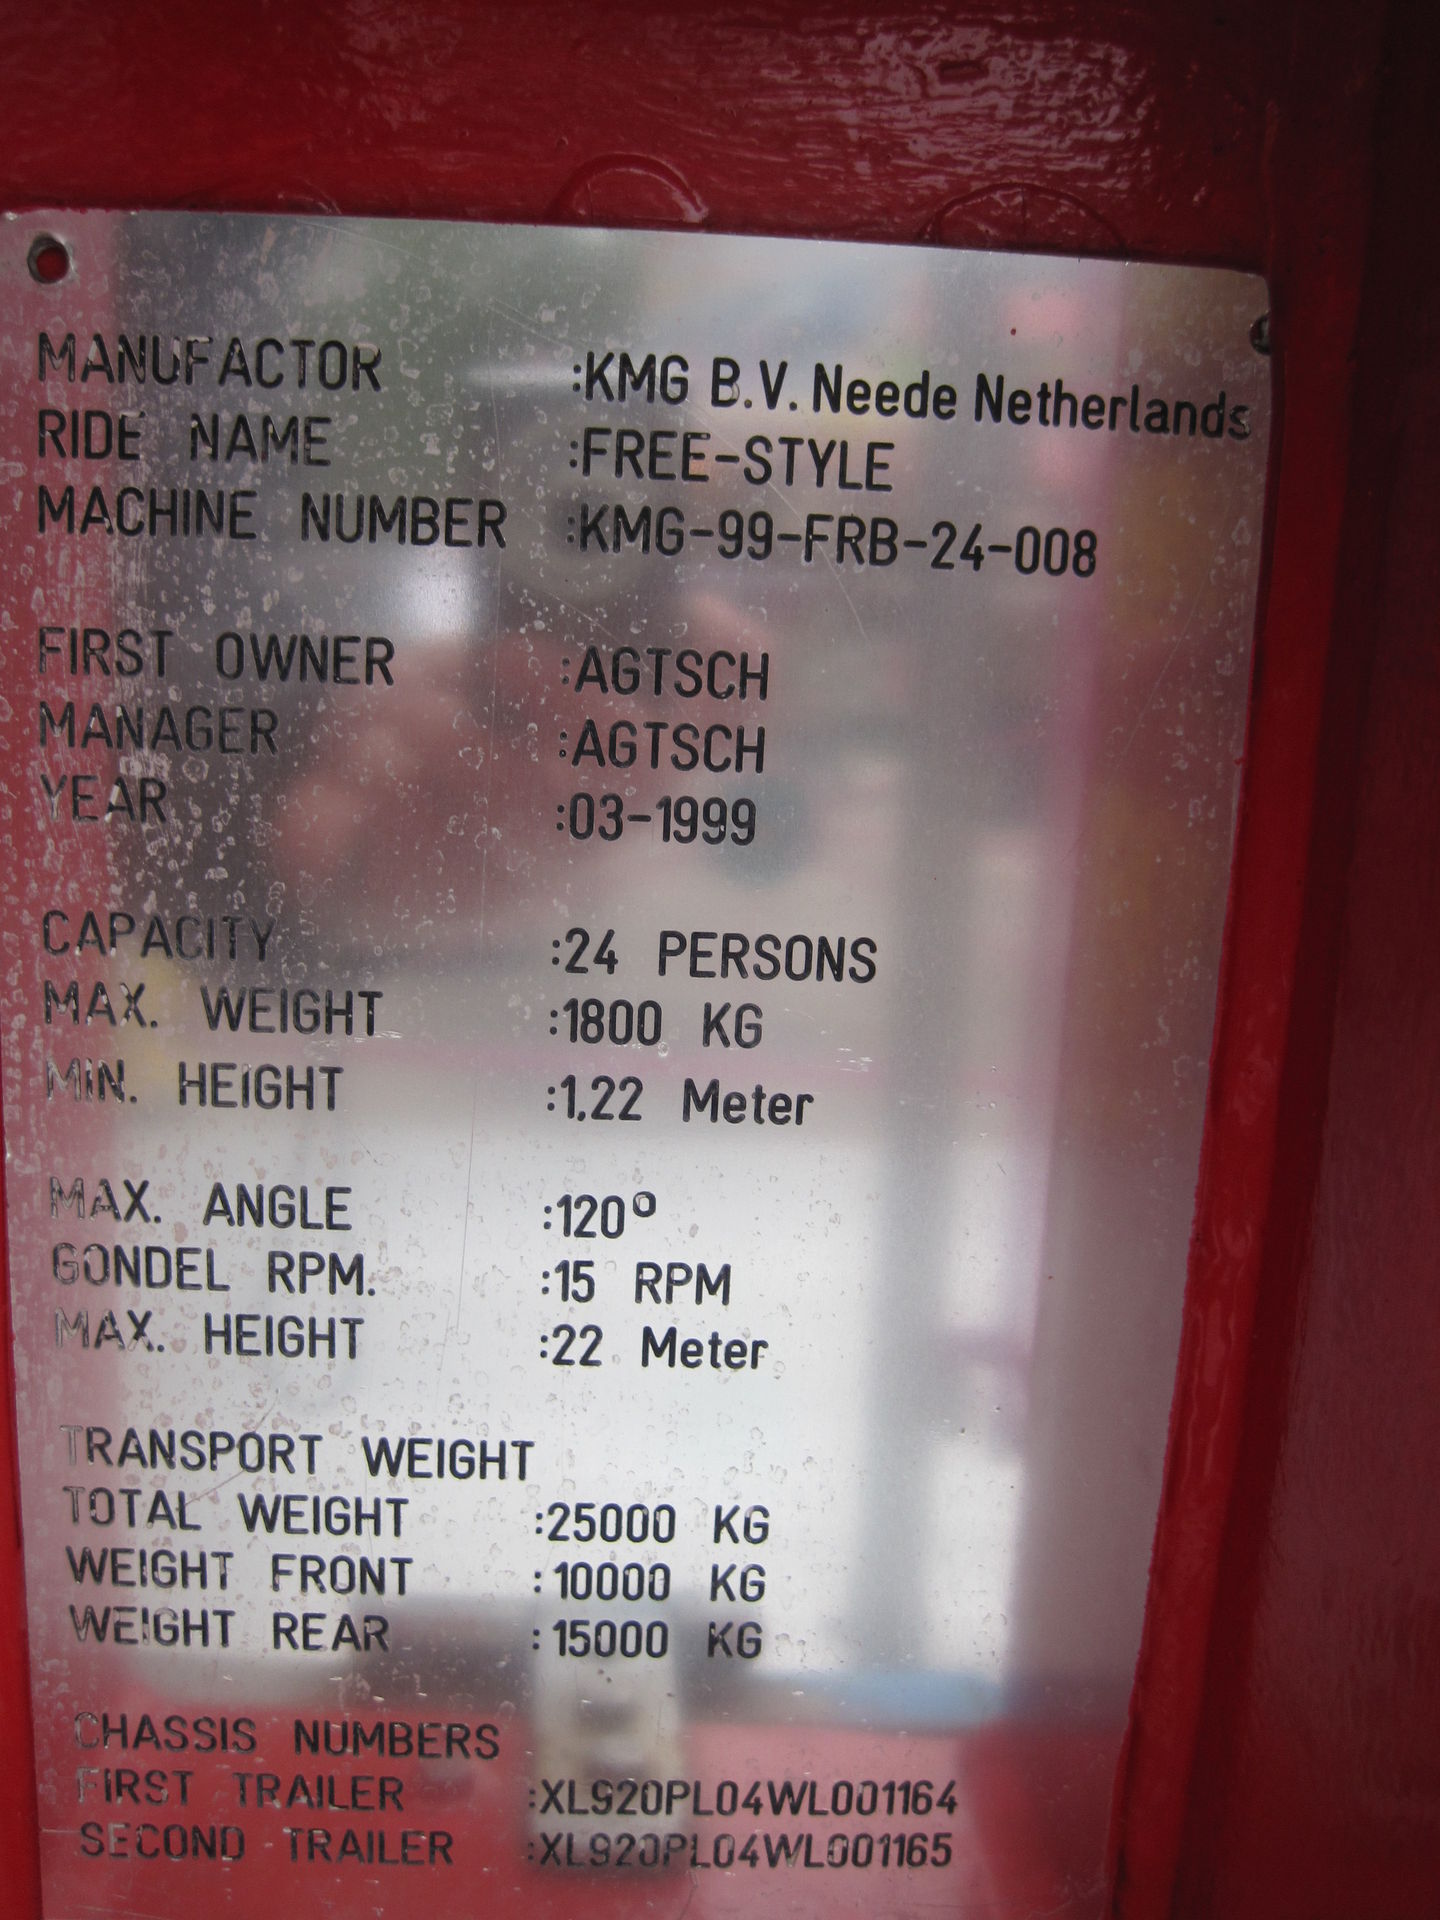 MANUFACTOR :KMG B.V. Neede Netherlands
RIDE NAME :FREE-STYLE
MACHINE NUMBER :KMG-99-FRB-24-008
FIRST OWNER :AGTSCH
MANAGER :AGTSCH
YEAR :03-1999
CAPACITY :24 PERSONS
MAX. WEIGHT :1800 KG
MIN. HEIGHT :1.22 Meter
MAX. ANGLE :120°
GONDEL RPM. :15 RPM
MAX. HEIGHT :22 Meter
TRANSPORT WEIGHT
TOTAL WEIGHT :25000 KG
WEIGHT FRONT :10000 KG
WEIGHT REAR :15000 KG
CHASSIS NUMBERS
FIRST TRAILER :XL920PL04WL001164
SECOND TRAILER :XL920PL04WL001165